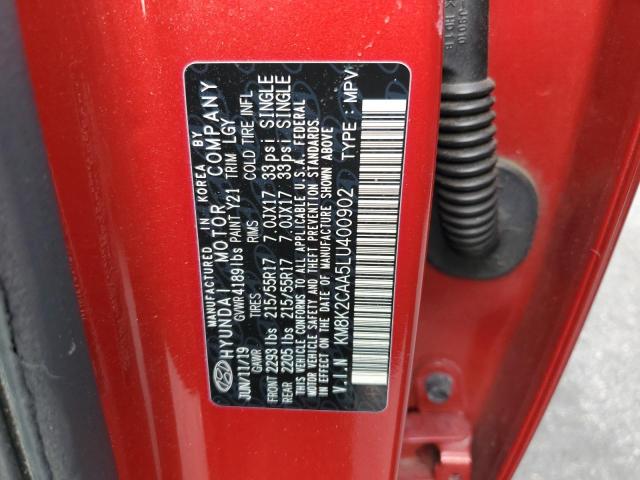 MANUFACTURED IN KOREA BY
HYUNDAI MOTOR COMPANY
JUN/11/19 GVWR 4189 lbs PAINT Y21 TRIM LGY
GAWR TIRES RIMS COLD TIRE INFL
FRONT 2293 lbs 215/55R17 7.0JX17 33psi SINGLE
REAR 2205 lbs 215/55R17 7.0JX17 33psi SINGLE
THIS VEHICLE CONFORMS TO ALL APPLICABLE U.S.A. FEDERAL
MOTOR VEHICLE SAFETY AND THEFT PREVENTION STANDARDS
IN EFFECT ON THE DATE OF MANUFACTURE SHOWN ABOVE
V.I.N KM8K2CAA5LU400902 TYPE : MPV